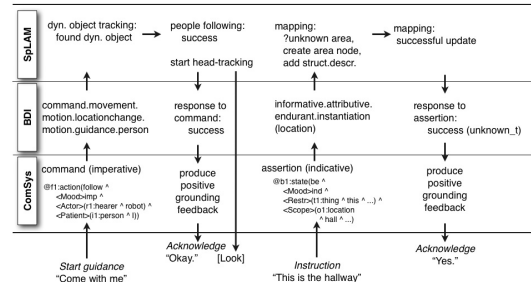 SpLAM
dyn. object tracking:
found dyn. object
people following:
success
start head-tracking
mapping:
?unknown area,
create area node,
add struct.descr.
mapping:
successful update
BDI
command.movement.
motion.locationchange.
motion.guidance.person
response to
command:
success
informative.attributive.
endurant.instantiation
(location)
response to
assertion:
success (unknown_t)
ComSys
command (imperative)
@f1:action(follow ^
<Mood>imp ^
<Actor>(r1:hearer ^ robot) ^
<Patient>(i1:person ^ I))
produce
positive
grounding
feedback
assertion (indicative)
@b1:state(be ^
<Mood>ind ^
<Restr>(t1:thing ^ this ^ ...) ^
<Scope>(o1:location
^ hall ^ ...)
produce
positive
grounding
feedback
Start guidance
"Come with me"
Acknowledge
"Okay."
[Look]
Instruction
"This is the hallway"
Acknowledge
"Yes."